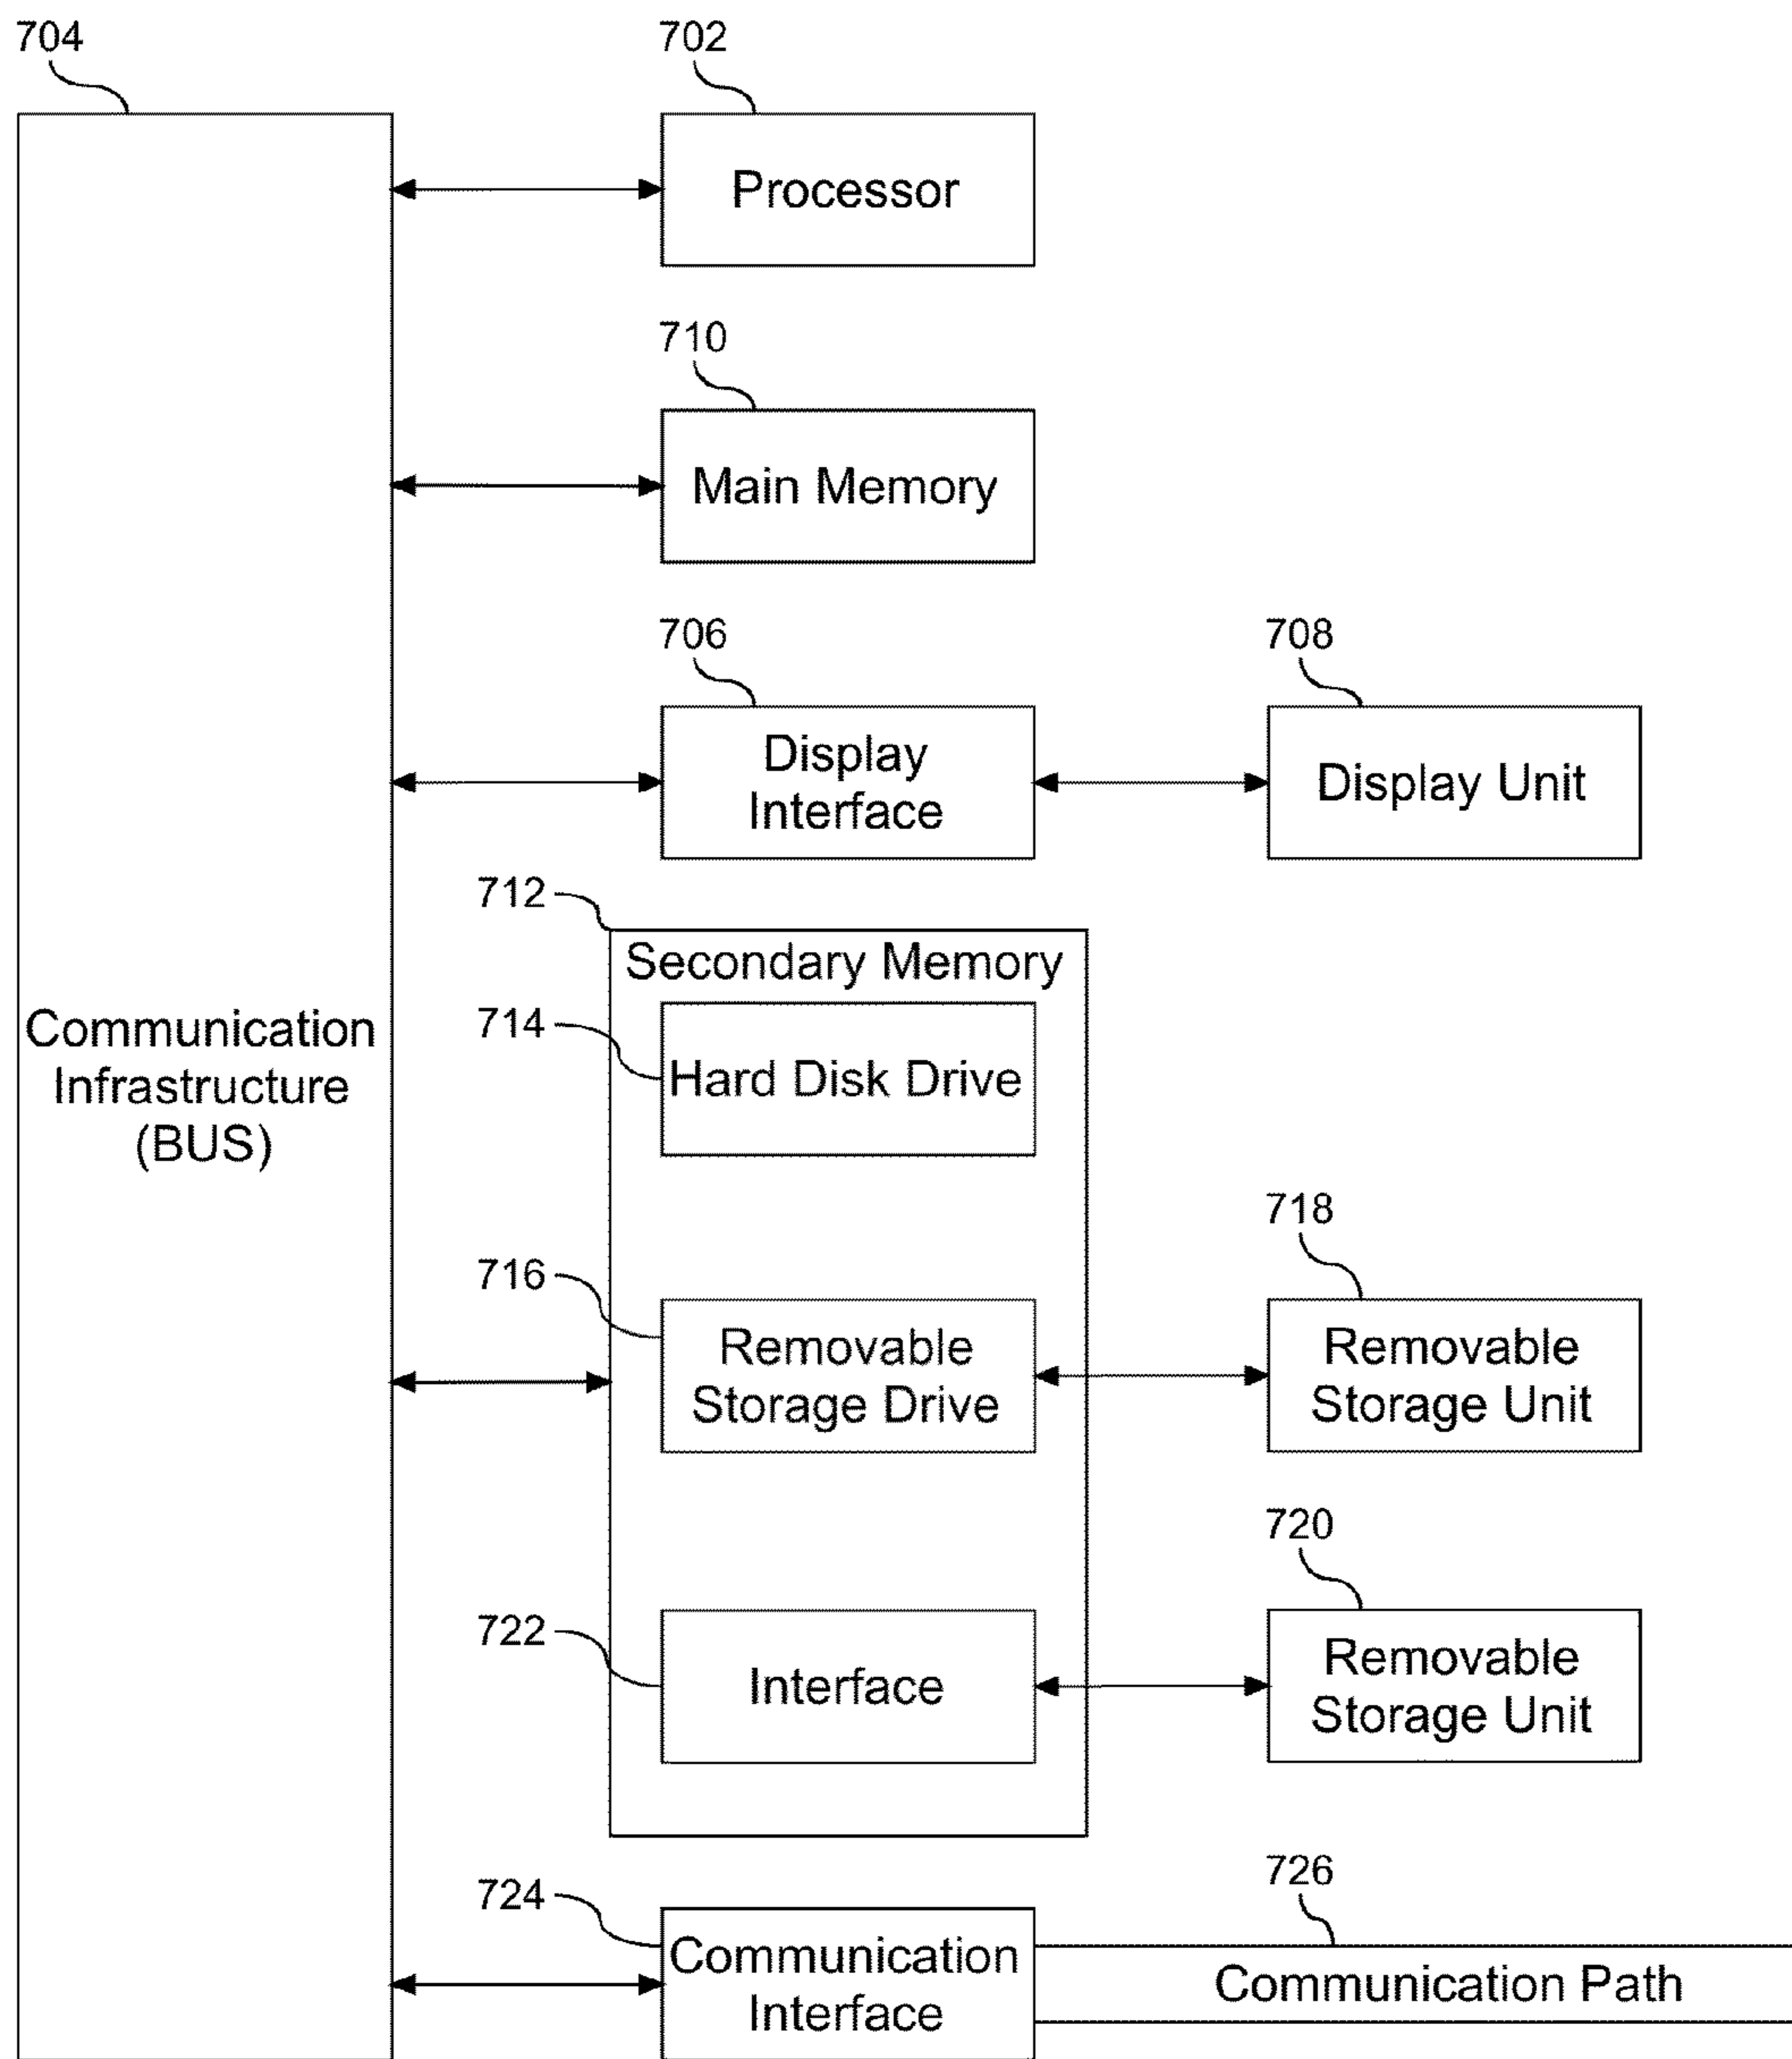 704
702
Processor
710
Main Memory
706
708
Display
Interface
Display Unit
712
Secondary Memory
714
Hard Disk Drive
Communication
Infrastructure
(BUS)
716
718
Removable
Storage Drive
Removable
Storage Unit
720
722
Interface
Removable
Storage Unit
724
726
Communication
Interface
Communication Path